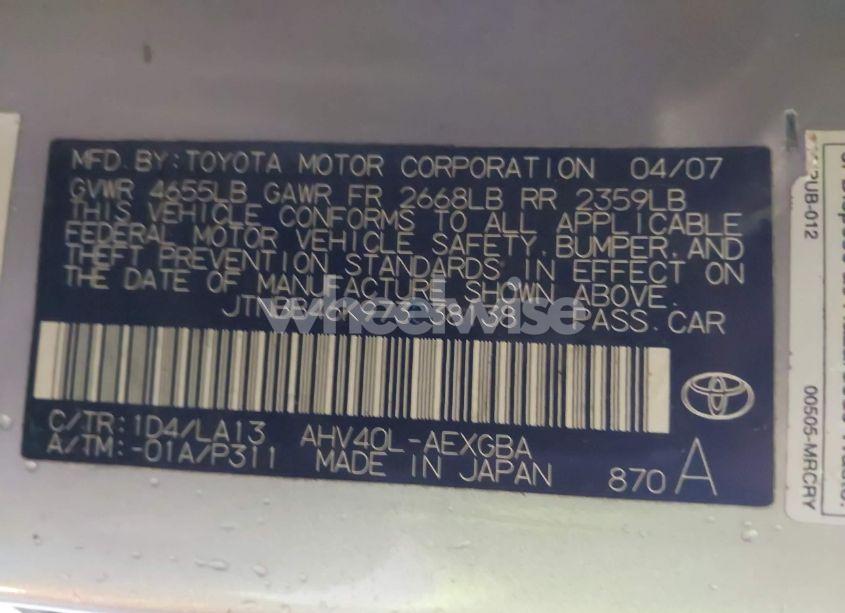 MFD.BY:TOYOTA MOTOR CORPORATION 04/07
GVWR 4655LB GAWR FR 2668LB RR 2359LB
THIS VEHICLE CONFORMS TO ALL APPLICABLE
FEDERAL MOTOR VEHICLE SAFETY,BUMPER,AND
THEFT PREVENTION STANDARDS IN EFFECT ON
THE DATE OF MANUFACTURE SHOWN ABOVE.
PASS.CAR
wheelwise
C/TR:1D4/LA13 AHV40L-AEXGBA
A/TM:-01A/P311 MADE IN JAPAN
870 A
PUB-012
00505-MRCRY